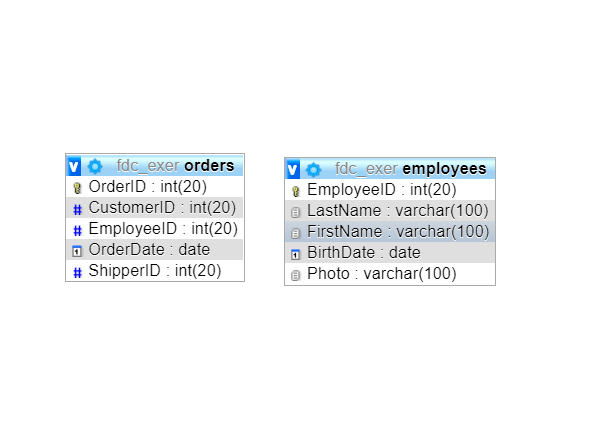 V fdc_exer orders
OrderID : int(20)
# CustomerID : int(20)
# EmployeeID : int(20)
OrderDate : date
# ShipperID : int(20)
V fdc_exer employees
EmployeeID : int(20)
LastName : varchar(100)
FirstName : varchar(100)
BirthDate : date
Photo : varchar(100)